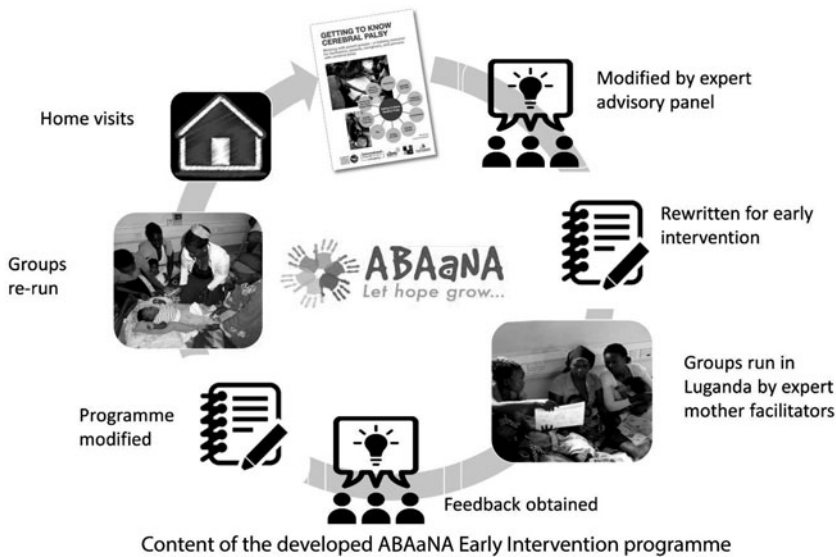 GETTING TO KNOW
CEREBRAL PALSY
Modified by expert
advisory panel
Home visits
Rewritten for early
intervention
ABAaNA
Let hope grow...
Groups
re-run
Groups run in
Luganda by expert
mother facilitators
Programme
modified
Feedback obtained
Content of the developed ABAaNA Early Intervention programme